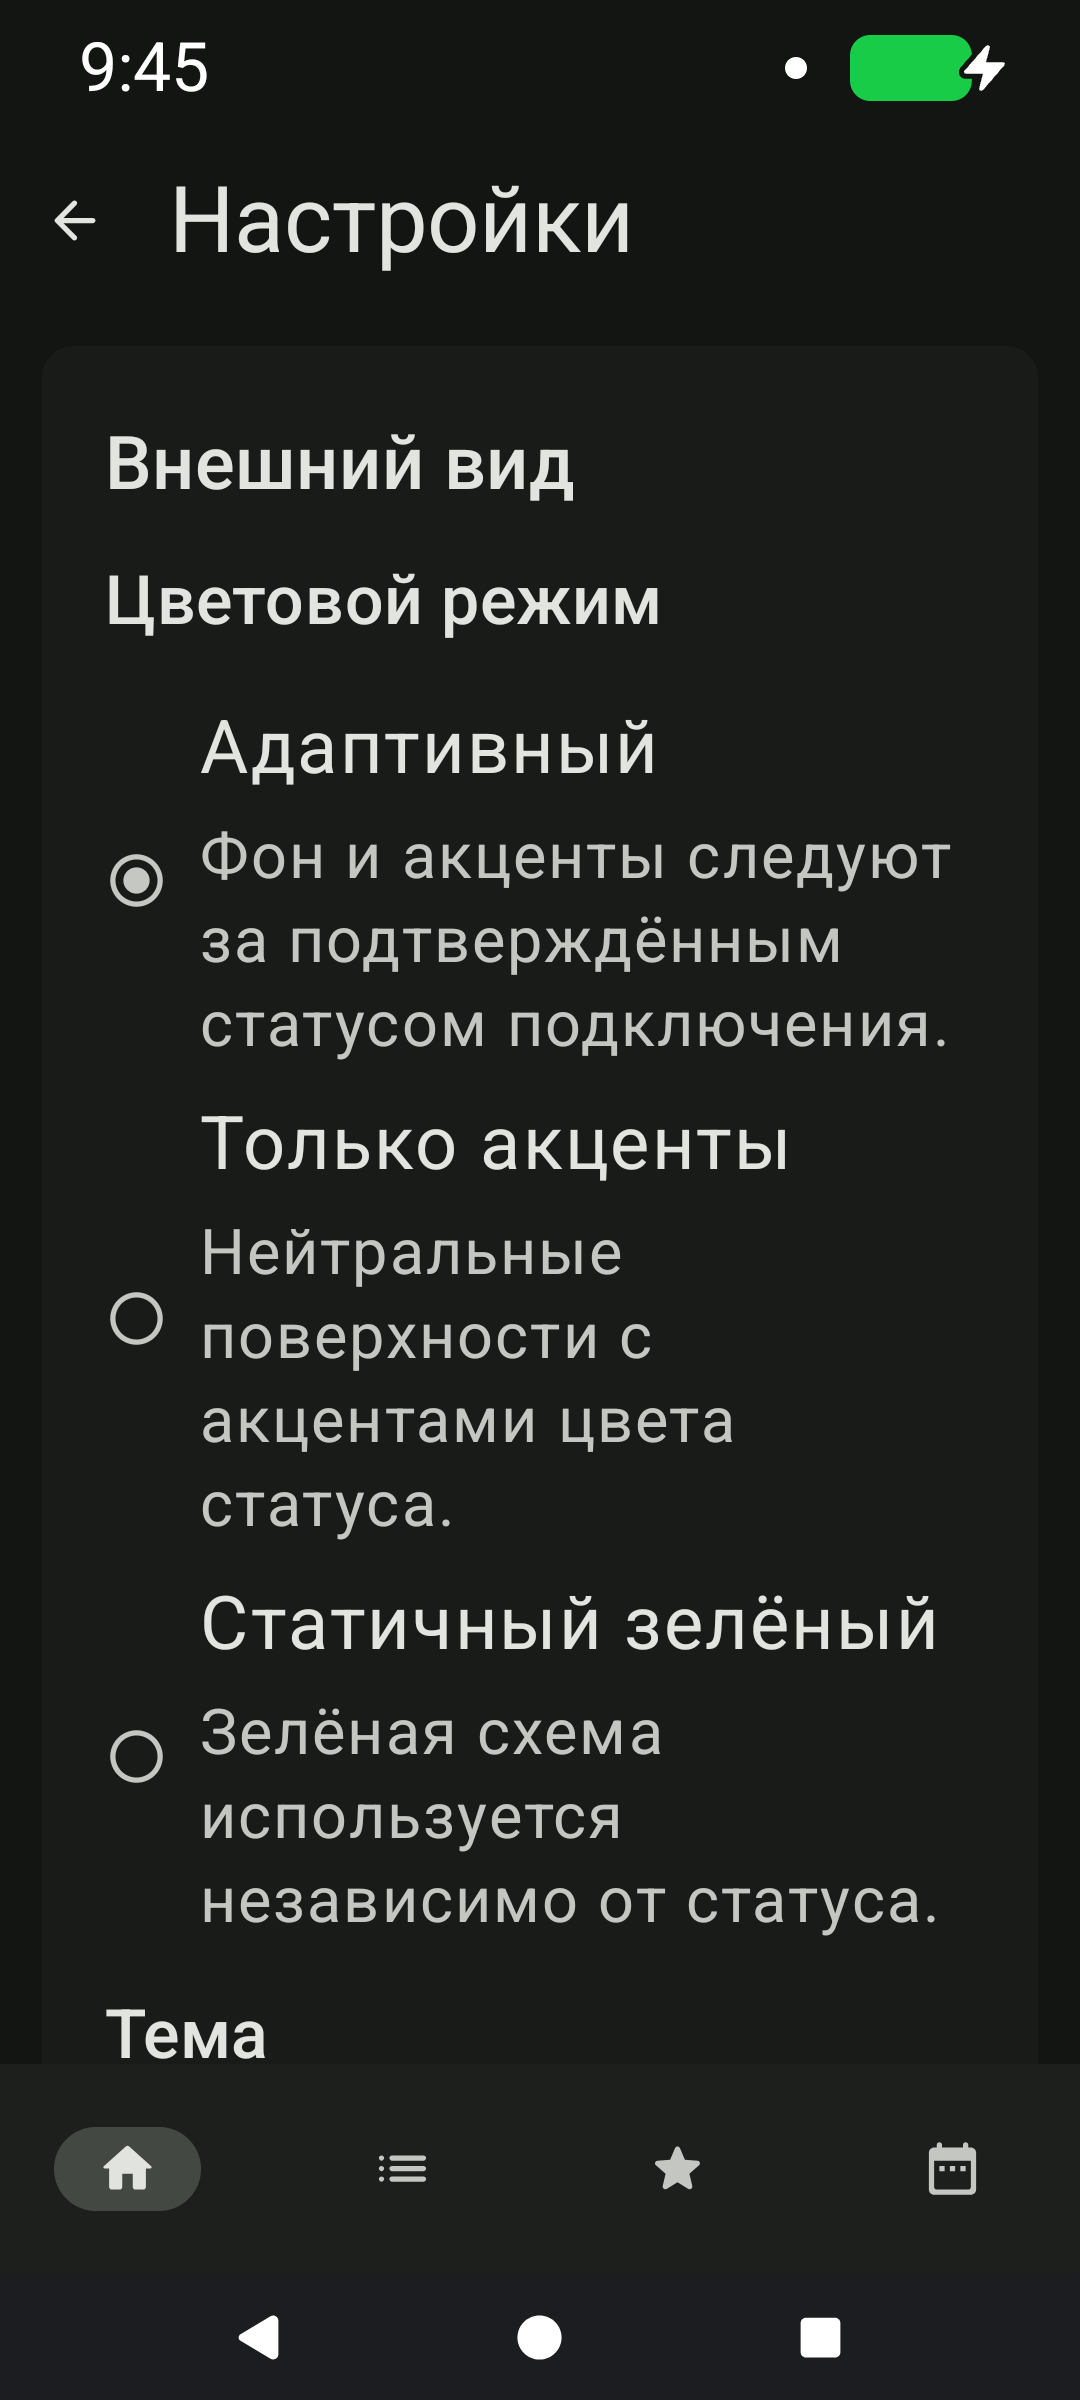 9:45
Настройки
Внешний вид
Цветовой режим
Адаптивный
Фон и акценты следуют
за подтверждённым
статусом подключения.
Только акценты
Нейтральные
поверхности с
акцентами цвета
статуса.
Статичный зелёный
Зелёная схема
используется
независимо от статуса.
Тема